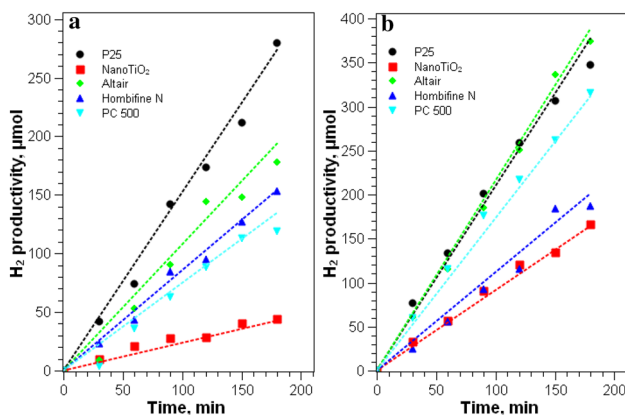 a
H₂ productivity, μmol
300
250
200
150
100
50
0
P25
NanoTiO₂
Altair
Hombifine N
PC 500
0 50 100 150 200
Time, min
b
H₂ productivity, μmol
400
350
300
250
200
150
100
50
0
P25
NanoTiO₂
Altair
Hombifine N
PC 500
0 50 100 150 200
Time, min